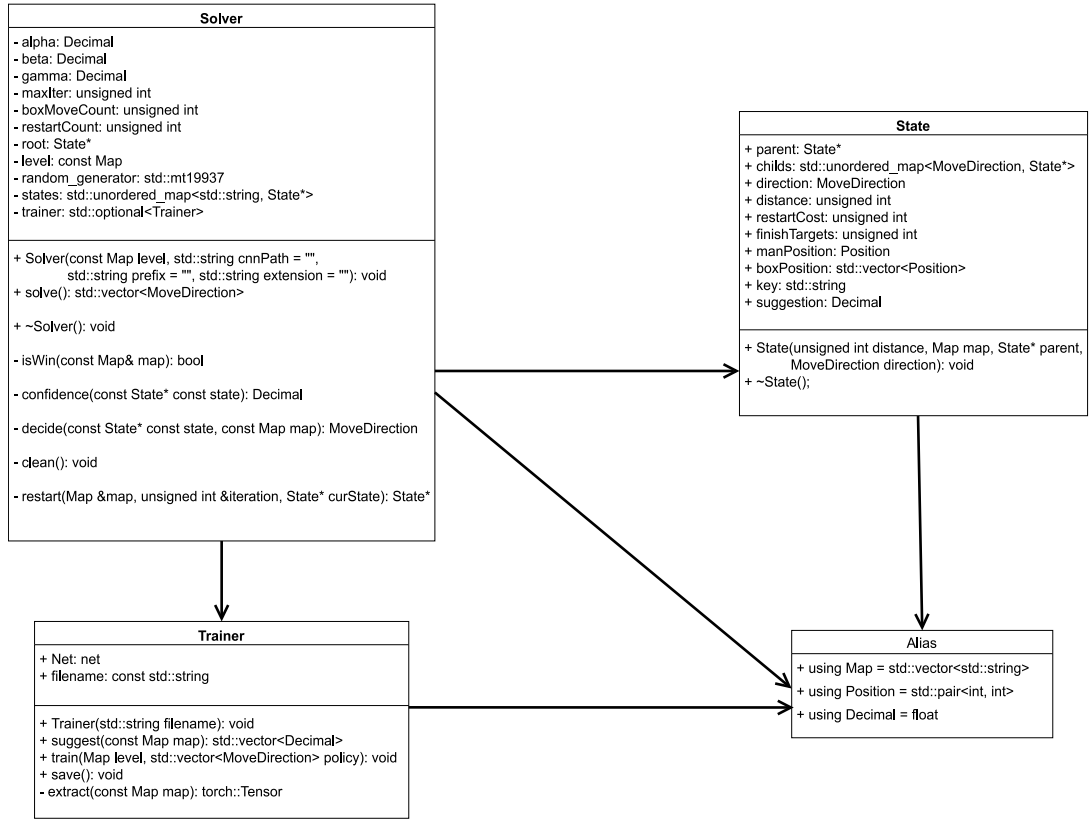 Solver
- alpha: Decimal
- beta: Decimal
- gamma: Decimal
- maxIter: unsigned int
- boxMoveCount: unsigned int
- restartCount: unsigned int
- root: State*
- level: const Map
- random_generator: std::mt19937
- states: std::unordered_map<std::string, State*>
- trainer: std::optional<Trainer>
+ Solver(const Map level, std::string cnnPath = "",
std::string prefix = "", std::string extension = ""): void
+ solve(): std::vector<MoveDirection>
+ ~Solver(): void
- isWin(const Map& map): bool
- confidence(const State* const state): Decimal
- decide(const State* const state, const Map map): MoveDirection
- clean(): void
- restart(Map &map, unsigned int &iteration, State* curState): State*
State
+ parent: State*
+ childs: std::unordered_map<MoveDirection, State*>
+ direction: MoveDirection
+ distance: unsigned int
+ restartCost: unsigned int
+ finishTargets: unsigned int
+ manPosition: Position
+ boxPosition: std::vector<Position>
+ key: std::string
+ suggestion: Decimal
+ State(unsigned int distance, Map map, State* parent,
MoveDirection direction): void
+ ~State();
Trainer
+ Net: net
+ filename: const std::string
+ Trainer(std::string filename): void
+ suggest(const Map map): std::vector<Decimal>
+ train(Map level, std::vector<MoveDirection> policy): void
+ save(): void
- extract(const Map map): torch::Tensor
Alias
+ using Map = std::vector<std::string>
+ using Position = std::pair<int, int>
+ using Decimal = float